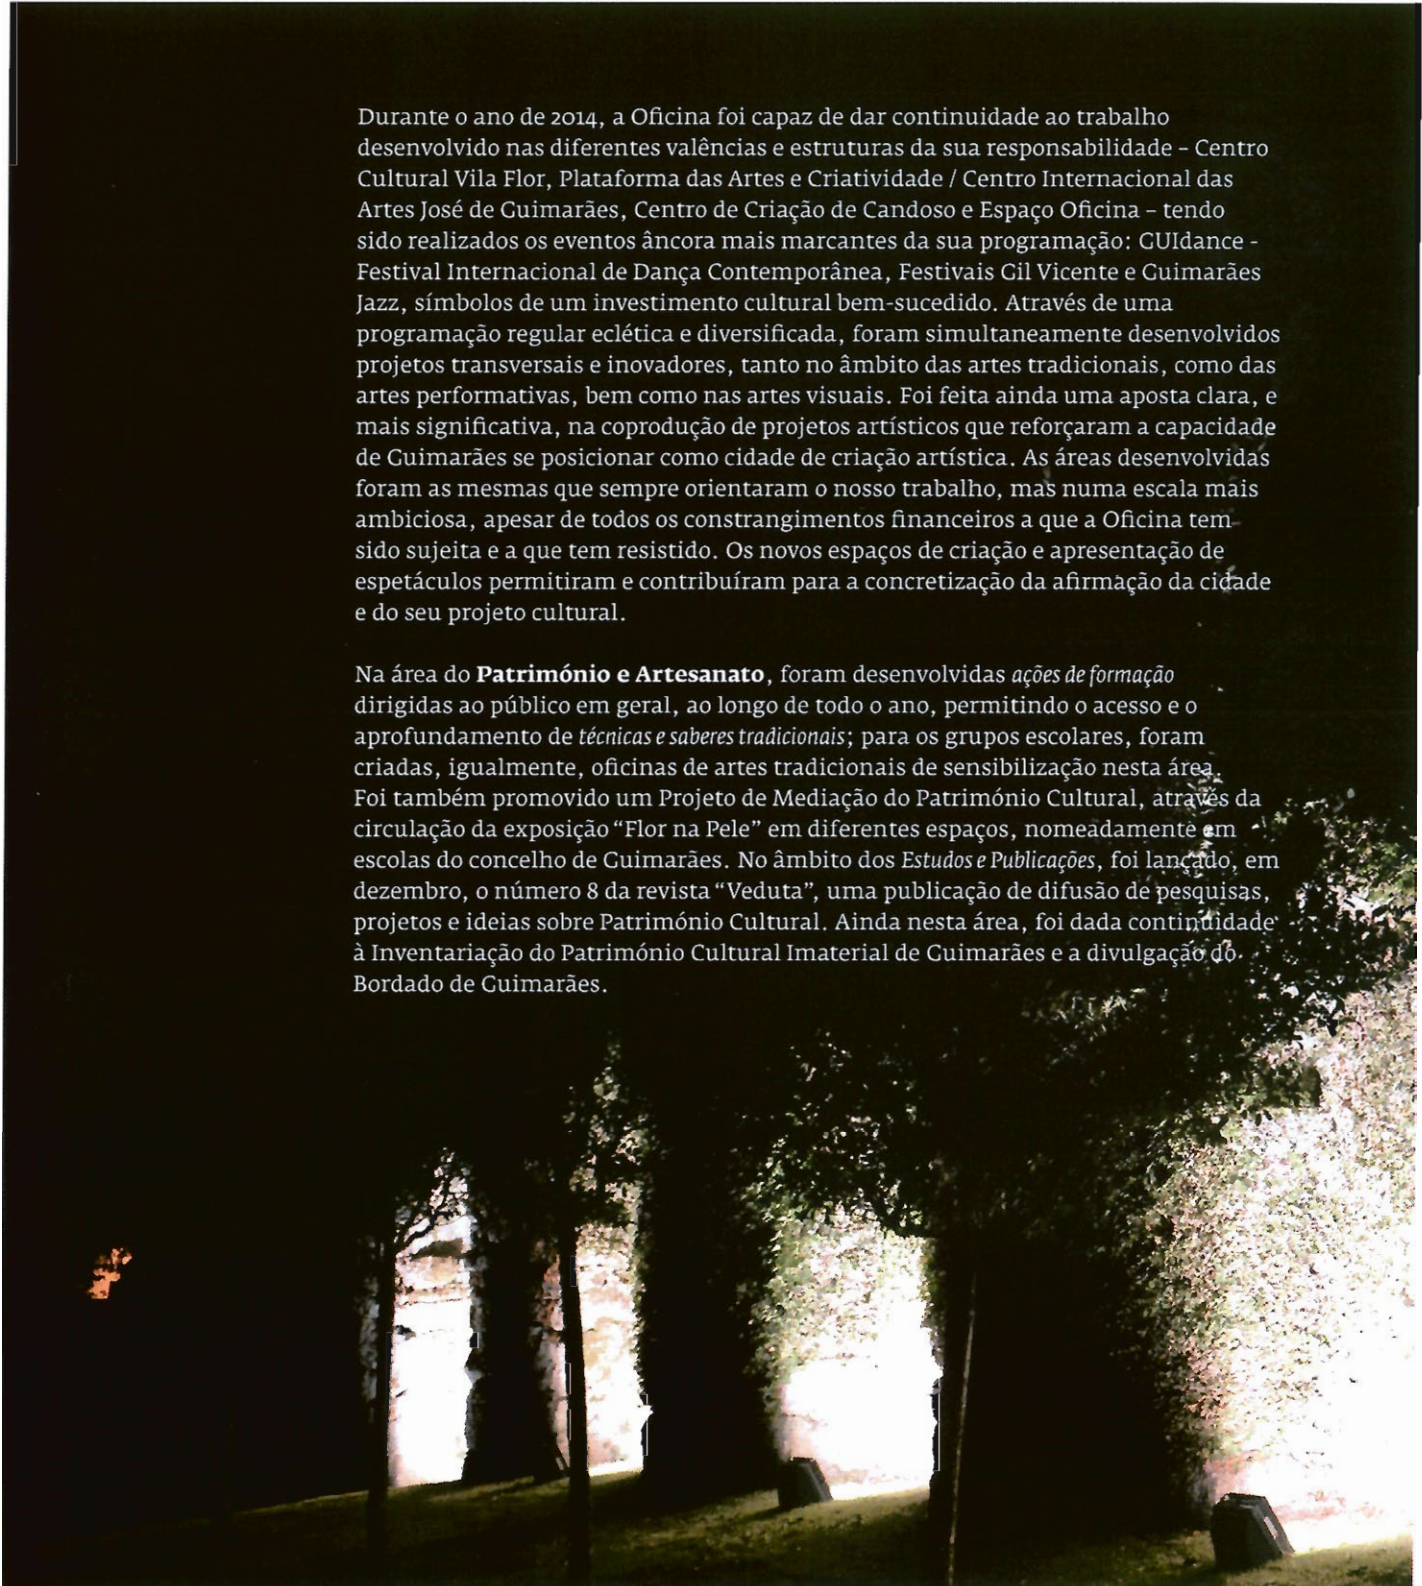 Durante o ano de 2014, a Oficina foi capaz de dar continuidade ao trabalho
desenvolvido nas diferentes valências e estruturas da sua responsabilidade – Centro
Cultural Vila Flor, Plataforma das Artes e Criatividade / Centro Internacional das
Artes José de Guimarães, Centro de Criação de Candoso e Espaço Oficina – tendo
sido realizados os eventos âncora mais marcantes da sua programação: GUIdance -
Festival Internacional de Dança Contemporânea, Festivais Gil Vicente e Guimarães
Jazz, símbolos de um investimento cultural bem-sucedido. Através de uma
programação regular eclética e diversificada, foram simultaneamente desenvolvidos
projetos transversais e inovadores, tanto no âmbito das artes tradicionais, como das
artes performativas, bem como nas artes visuais. Foi feita ainda uma aposta clara, e
mais significativa, na coprodução de projetos artísticos que reforçaram a capacidade
de Guimarães se posicionar como cidade de criação artística. As áreas desenvolvidas
foram as mesmas que sempre orientaram o nosso trabalho, mas numa escala mais
ambiciosa, apesar de todos os constrangimentos financeiros a que a Oficina tem
sido sujeita e a que tem resistido. Os novos espaços de criação e apresentação de
espetáculos permitiram e contribuíram para a concretização da afirmação da cidade
e do seu projeto cultural.
Na área do Património e Artesanato, foram desenvolvidas ações de formação
dirigidas ao público em geral, ao longo de todo o ano, permitindo o acesso e o
aprofundamento de técnicas e saberes tradicionais; para os grupos escolares, foram
criadas, igualmente, oficinas de artes tradicionais de sensibilização nesta área.
Foi também promovido um Projeto de Mediação do Património Cultural, através da
circulação da exposição “Flor na Pele” em diferentes espaços, nomeadamente em
escolas do concelho de Guimarães. No âmbito dos Estudos e Publicações, foi lançado, em
dezembro, o número 8 da revista “Veduta”, uma publicação de difusão de pesquisas,
projetos e ideias sobre Património Cultural. Ainda nesta área, foi dada continuidade
à Inventariação do Património Cultural Imaterial de Guimarães e a divulgação do
Bordado de Guimarães.